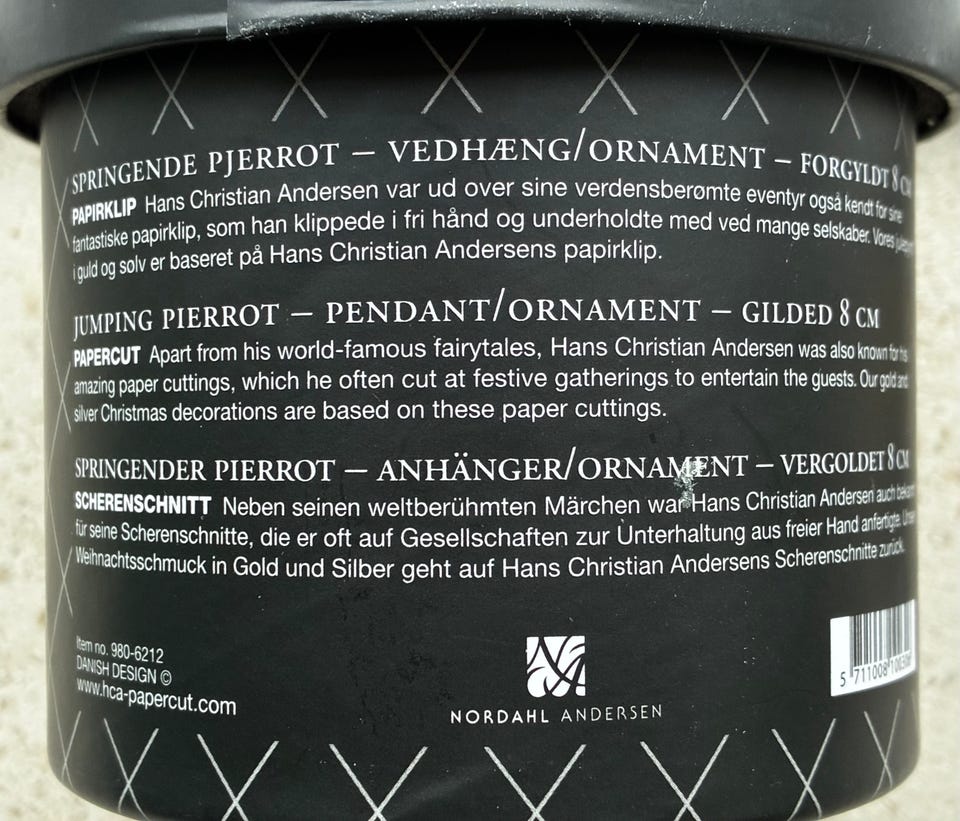 SPRINGENDE PJERROT – VEDHÆNG/ORNAMENT – FORGYLDT 8 CM
PAPIRKLIP Hans Christian Andersen var ud over sine verdensberømte eventyr også kendt for sine
fantastiske papirklip, som han klippede i fri hånd og underholdte med ved mange selskaber. Vores
i guld og sølv er baseret på Hans Christian Andersens papirklip.
JUMPING PIERROT – PENDANT/ORNAMENT – GILDED 8 CM
PAPERCUT Apart from his world-famous fairytales, Hans Christian Andersen was also known for his
amazing paper cuttings, which he often cut at festive gatherings to entertain the guests. Our gold and
silver Christmas decorations are based on these paper cuttings.
SPRINGENDER PIERROT – ANHÄNGER/ORNAMENT – VERGOLDET 8 CM
SCHERENSCHNITT Neben seinen weltberühmten Märchen war Hans Christian Andersen auch
für seine Scherenschnitte, die er oft auf Gesellschaften zur Unterhaltung aus freier Hand anfertigte.
Weihnachtsschmuck in Gold und Silber geht auf Hans Christian Andersens Scherenschnitte zurück.
Item no. 980-6212
DANISH DESIGN ©
www.hca-papercut.com
NORDAHL ANDERSEN
5 711008